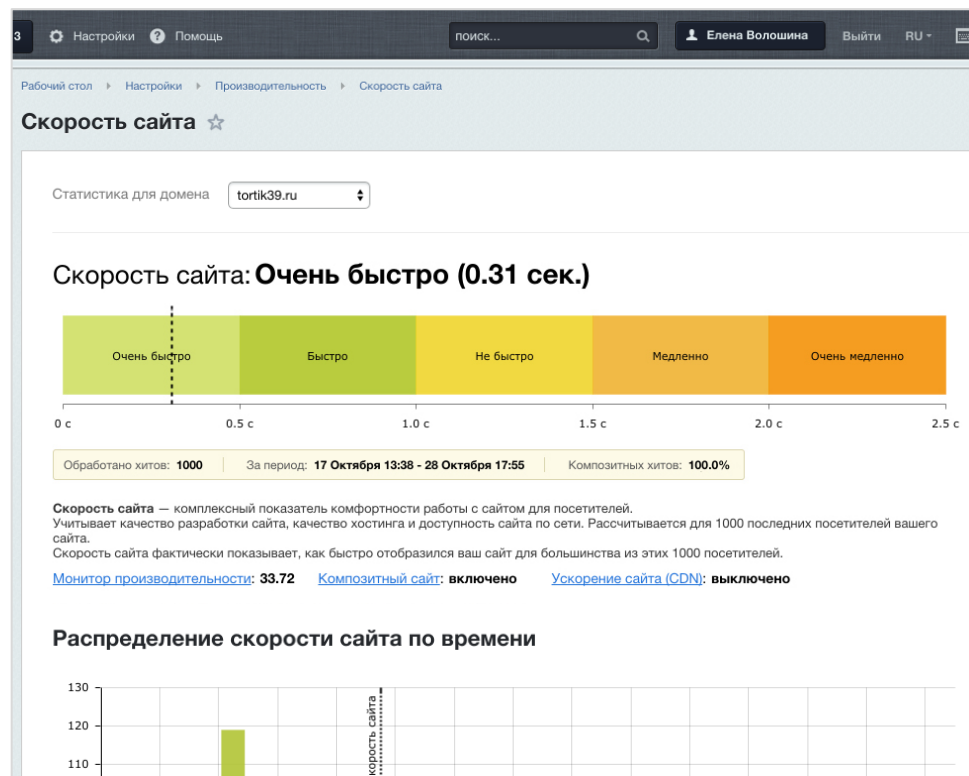 3 Настройки Помощь поиск... Елена Волошина Выйти RU
Рабочий стол Настройки Производительность Скорость сайта
Скорость сайта
Статистика для домена tortik39.ru
Скорость сайта: Очень быстро (0.31 сек.)
Очень быстро Быстро Не быстро Медленно Очень медленно
0 с 0.5 с 1.0 с 1.5 с 2.0 с 2.5 с
Обработано хитов: 1000 За период: 17 Октября 13:38 - 28 Октября 17:55 Композитных хитов: 100.0%
Скорость сайта — комплексный показатель комфортности работы с сайтом для посетителей.
Учитывает качество разработки сайта, качество хостинга и доступность сайта по сети. Рассчитывается для 1000 последних посетителей вашего
сайта.
Скорость сайта фактически показывает, как быстро отобразился ваш сайт для большинства из этих 1000 посетителей.
Монитор производительности: 33.72 Композитный сайт: включено Ускорение сайта (CDN): выключено
Распределение скорости сайта по времени
130
120
110
корость сайта